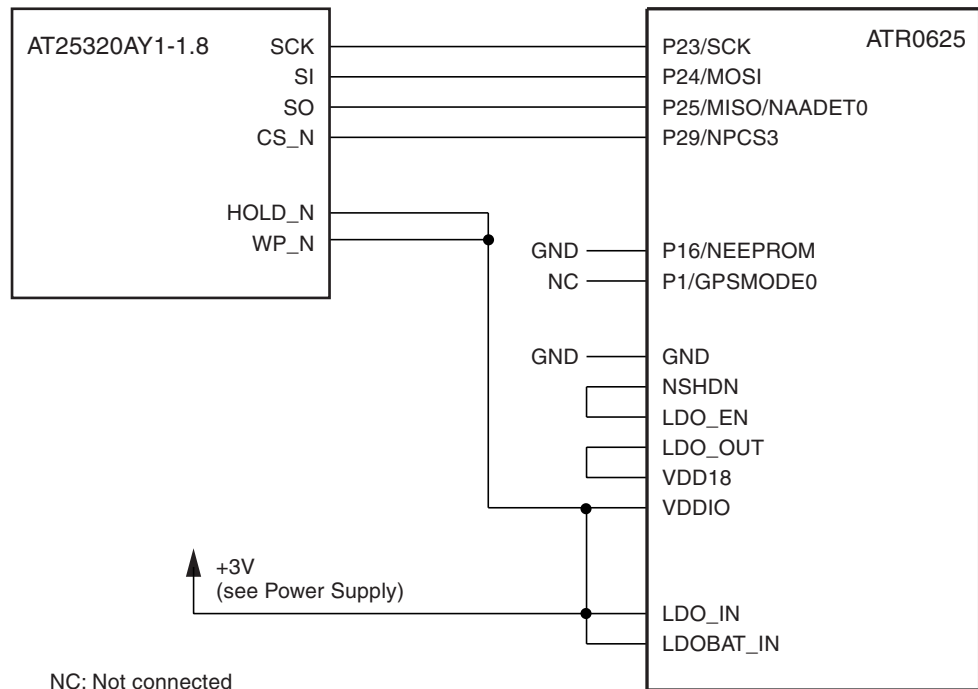 AT25320AY1-1.8
SCK
SI
SO
CS_N
HOLD_N
WP_N
ATR0625
P23/SCK
P24/MOSI
P25/MISO/NAADET0
P29/NPCS3
GND
P16/NEEPROM
NC
P1/GPSMODE0
GND
GND
NSHDN
LDO_EN
LDO_OUT
VDD18
VDDIO
+3V
(see Power Supply)
LDO_IN
LDOBAT_IN
NC: Not connected